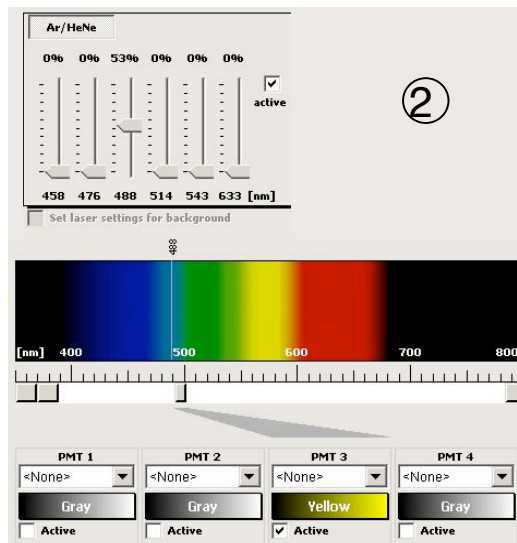 Ar/HeNe
0% 0% 53% 0% 0% 0%
active
②
458 476 488 514 543 633 [nm]
Set laser settings for background
488
[nm] 400 500 600 700 800
PMT 1 PMT 2 PMT 3 PMT 4
<None> <None> <None> <None>
Gray Gray Yellow Gray
Active Active Active Active